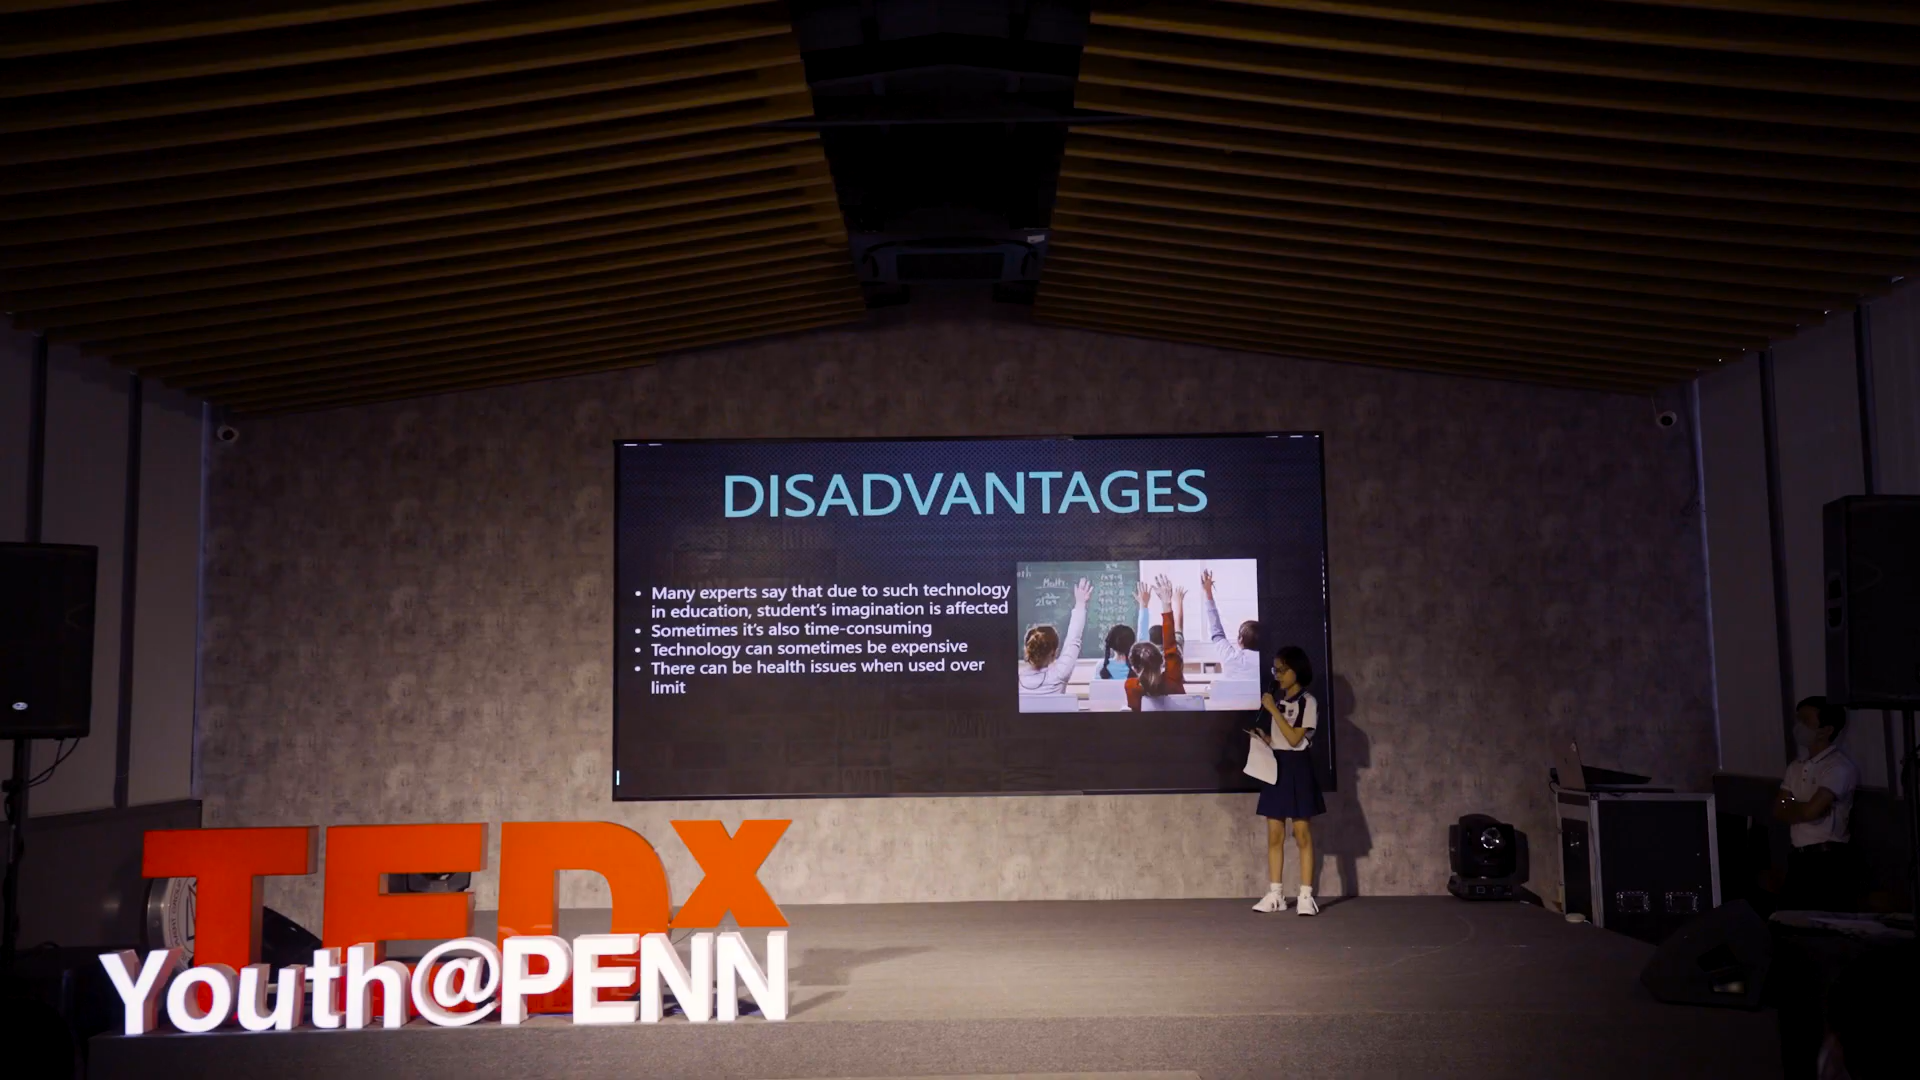 DISADVANTAGES
• Many experts say that due to such technology
in education, student's imagination is affected
• Sometimes it's also time-consuming
• Technology can sometimes be expensive
• There can be health issues when used over
limit
Math
TEDx
Youth@PENN